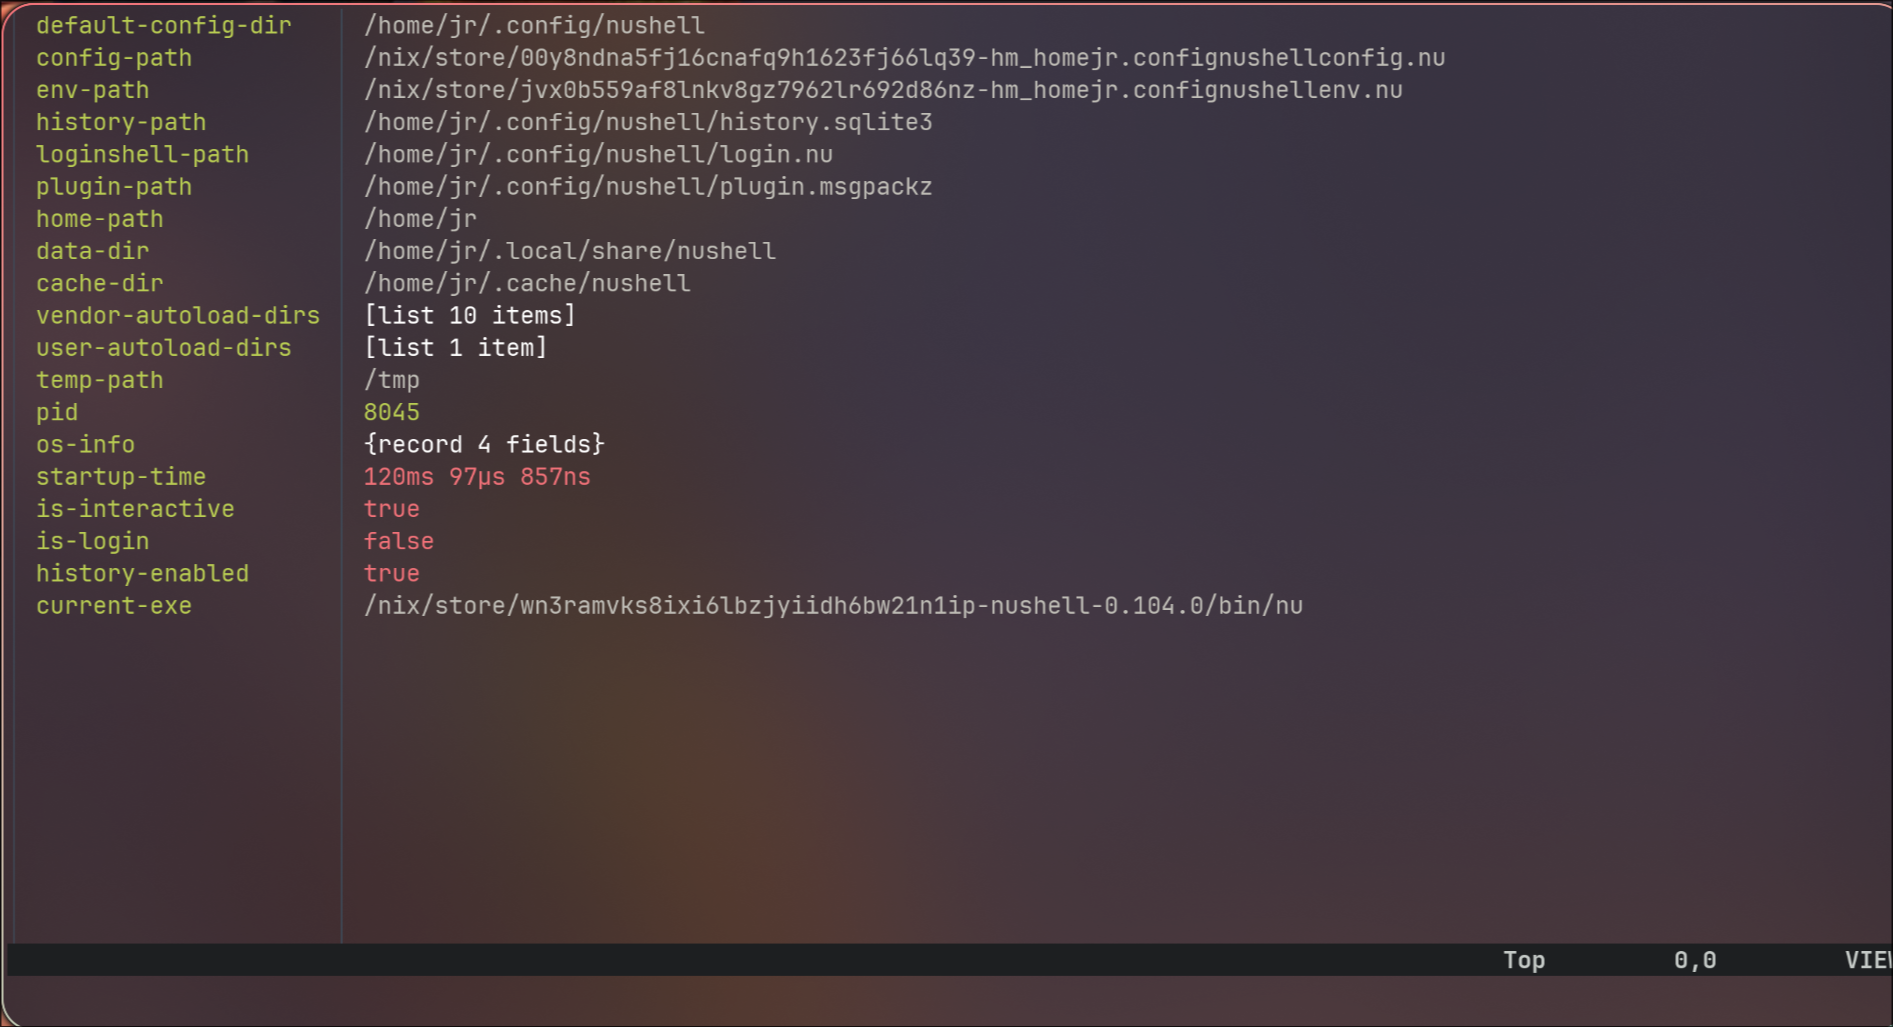 default-config-dir /home/jr/.config/nushell
config-path /nix/store/00y8ndna5fj16cnafq9h1623fj66lq39-hm_homejr.confignushellconfig.nu
env-path /nix/store/jvx0b559af8lnkv8gz7962lr692d86nz-hm_homejr.confignushellenv.nu
history-path /home/jr/.config/nushell/history.sqlite3
loginshell-path /home/jr/.config/nushell/login.nu
plugin-path /home/jr/.config/nushell/plugin.msgpackz
home-path /home/jr
data-dir /home/jr/.local/share/nushell
cache-dir /home/jr/.cache/nushell
vendor-autoload-dirs [list 10 items]
user-autoload-dirs [list 1 item]
temp-path /tmp
pid 8045
os-info {record 4 fields}
startup-time 120ms 97µs 857ns
is-interactive true
is-login false
history-enabled true
current-exe /nix/store/wn3ramvks8ixi6lbzjyiidh6bw21n1ip-nushell-0.104.0/bin/nu
Top 0,0 VIEW